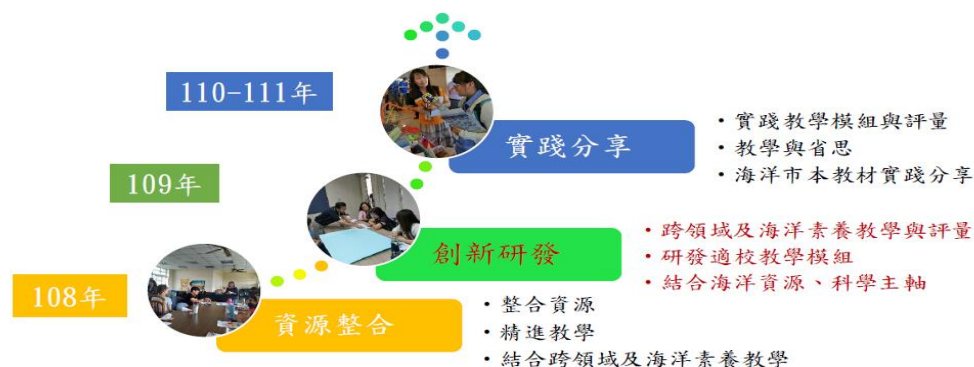 110-111年
實踐分享
•實踐教學模組與評量
•教學與省思
•海洋市本教材實踐分享
109年
創新研發
•跨領域及海洋素養教學與評量
•研發適校教學模組
•結合海洋資源、科學主軸
108年
資源整合
•整合資源
•精進教學
•結合跨領域及海洋素養教學